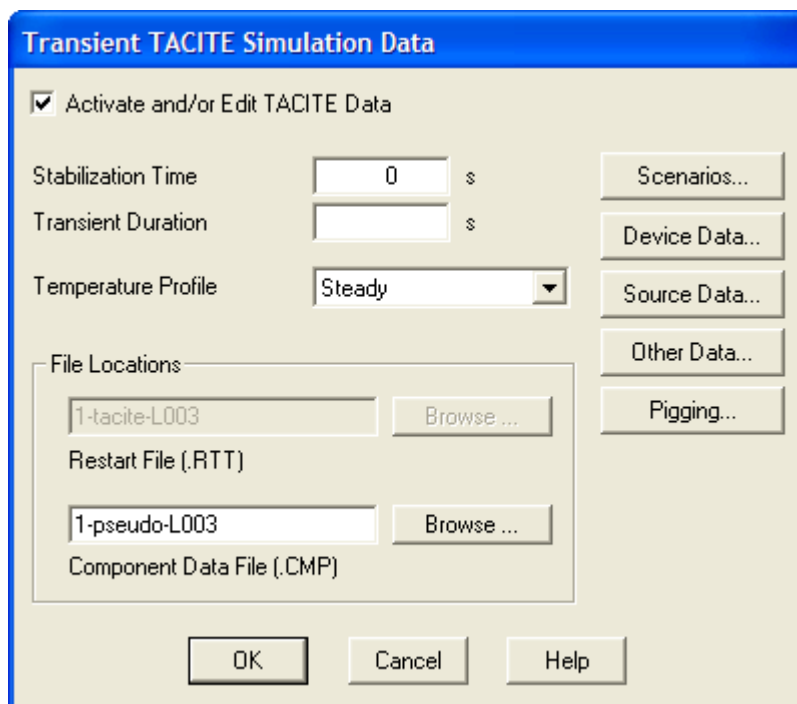 Transient TACITE Simulation Data
Activate and/or Edit TACITE Data
Stabilization Time 0 s
Transient Duration s
Temperature Profile Steady
Scenarios...
Device Data...
Source Data...
Other Data...
Pigging...
File Locations
1-tacite-L003 Browse ...
Restart File (.RTT)
1-pseudo-L003 Browse ...
Component Data File (.CMP)
OK Cancel Help